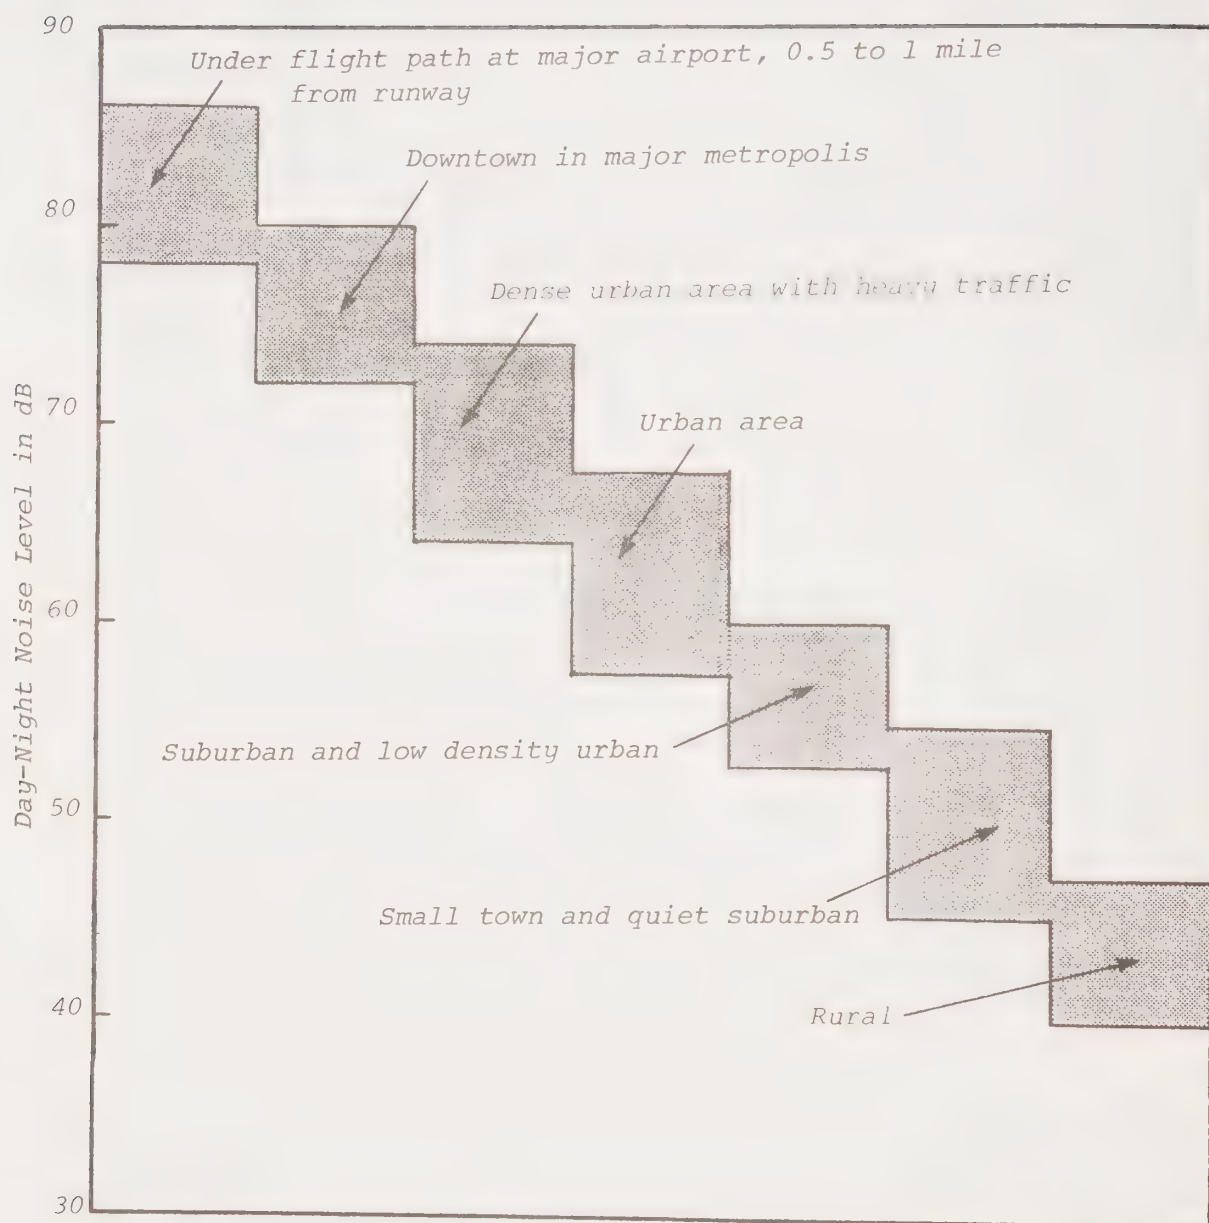 90
Under flight path at major airport, 0.5 to 1 mile
from runway
Downtown in major metropolis
80
Dense urban area with heavy traffic
70
Urban area
Day-Night Noise Level in dB
60
Suburban and low density urban
50
Small town and quiet suburban
40
Rural
30